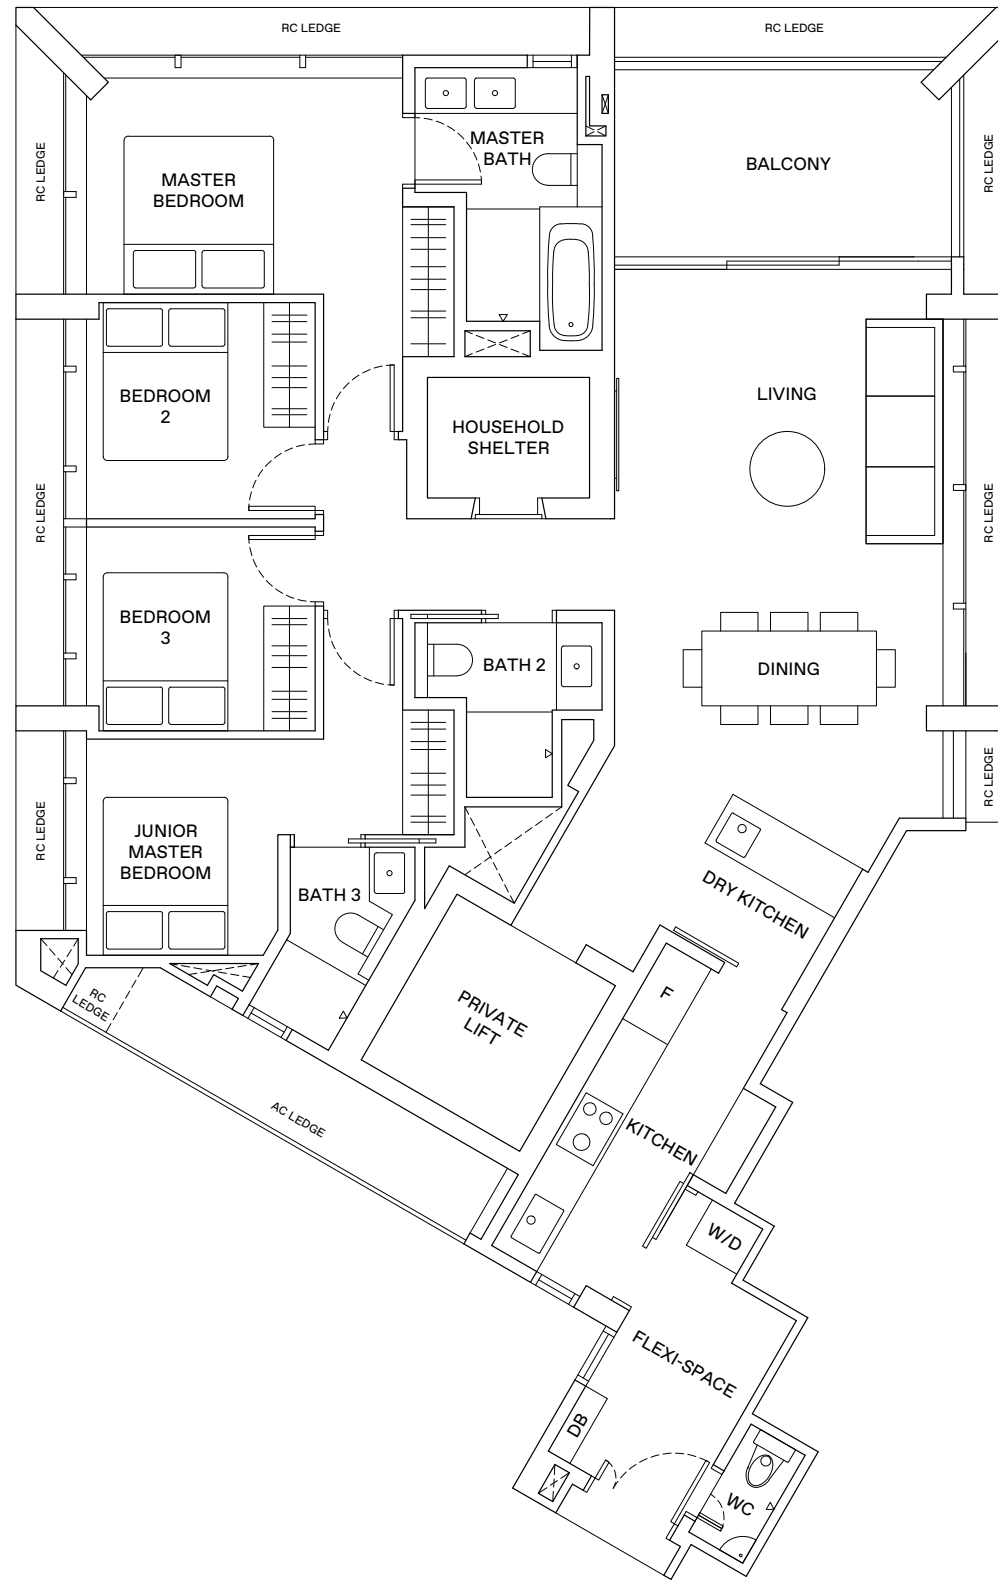 RC LEDGE
RC LEDGE
RC LEDGE
MASTER
BEDROOM
MASTER
BATH
BALCONY
RC LEDGE
BEDROOM
2
HOUSEHOLD
SHELTER
LIVING
RC LEDGE
RC LEDGE
BEDROOM
3
BATH 2
DINING
RC LEDGE
JUNIOR
MASTER
BEDROOM
RC LEDGE
BATH 3
DRY KITCHEN
RC
LEDGE
PRIVATE
LIFT
F
AC LEDGE
KITCHEN
W/D
FLEXI-SPACE
DB
WC